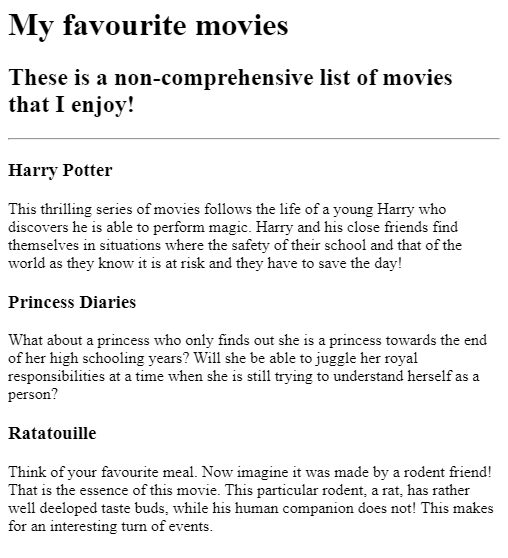 My favourite movies
These is a non-comprehensive list of movies
that I enjoy!
Harry Potter
This thrilling series of movies follows the life of a young Harry who
discovers he is able to perform magic. Harry and his close friends find
themselves in situations where the safety of their school and that of the
world as they know it is at risk and they have to save the day!
Princess Diaries
What about a princess who only finds out she is a princess towards the end
of her high schooling years? Will she be able to juggle her royal
responsibilities at a time when she is still trying to understand herself as a
person?
Ratatouille
Think of your favourite meal. Now imagine it was made by a rodent friend!
That is the essence of this movie. This particular rodent, a rat, has rather
well deeloped taste buds, while his human companion does not! This makes
for an interesting turn of events.